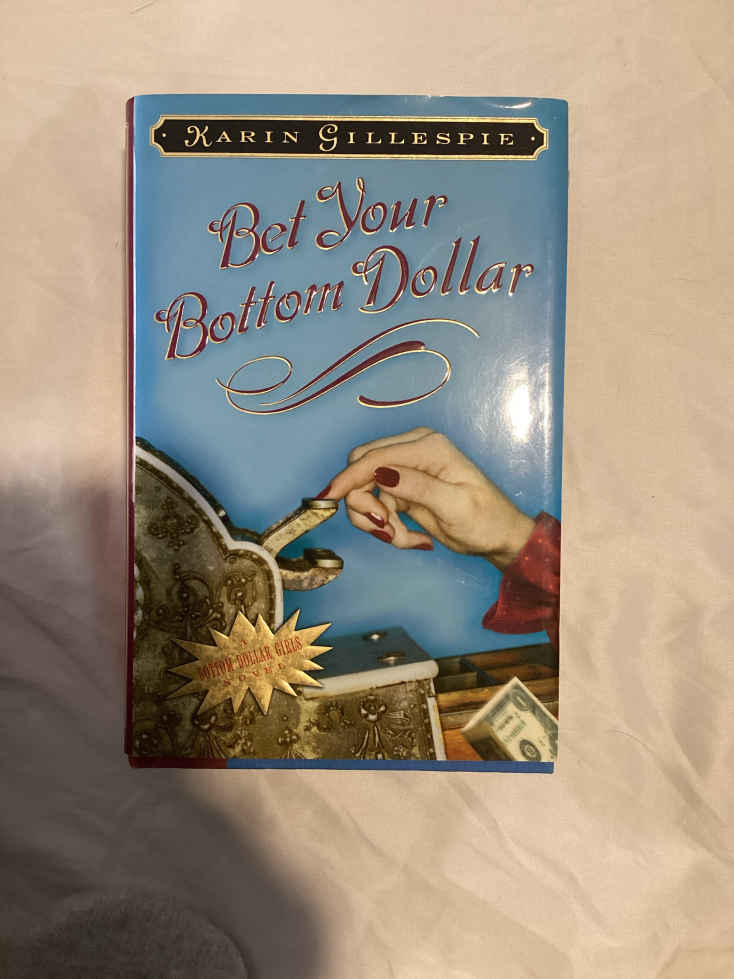 KARIN GILLESPIE
Bet Your
Bottom Dollar
A
BOTTOM DOLLAR GIRLS
NOVEL